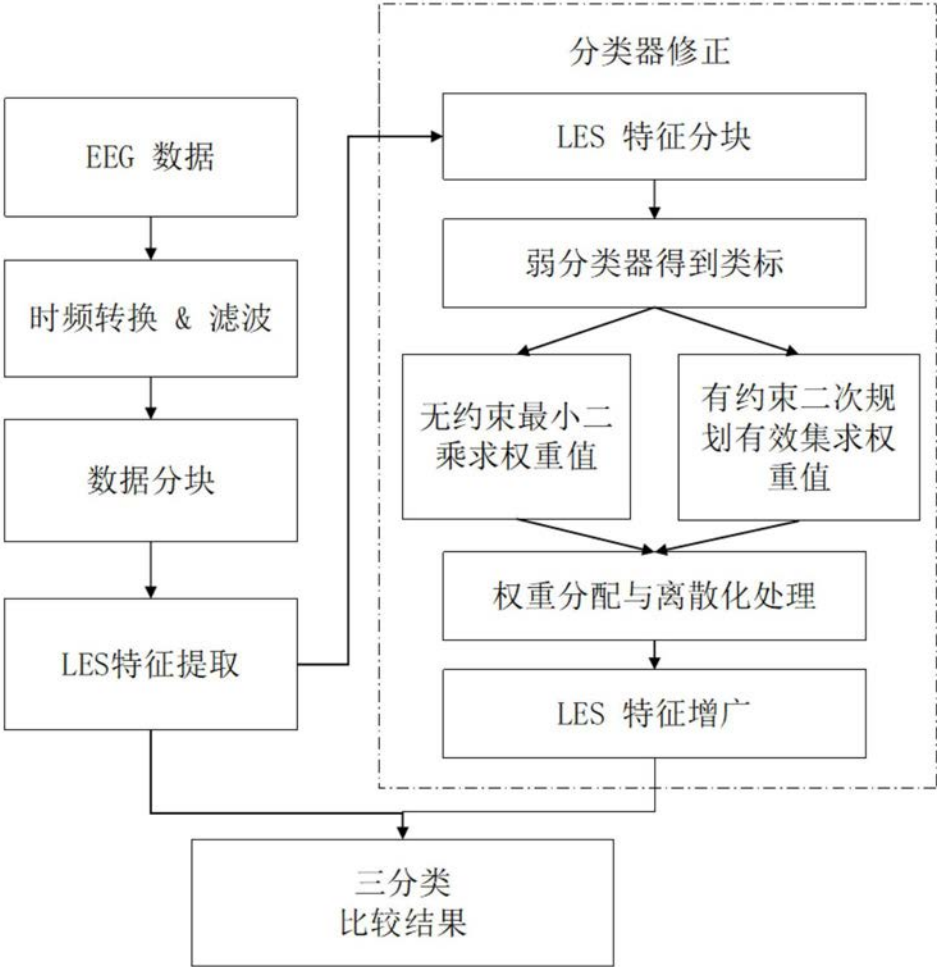 EEG 数据
时频转换 & 滤波
数据分块
LES特征提取
分类器修正
LES 特征分块
弱分类器得到类标
无约束最小二
乘求权重值
有约束二次规
划有效集求权
重值
权重分配与离散化处理
LES 特征增广
三分类
比较结果